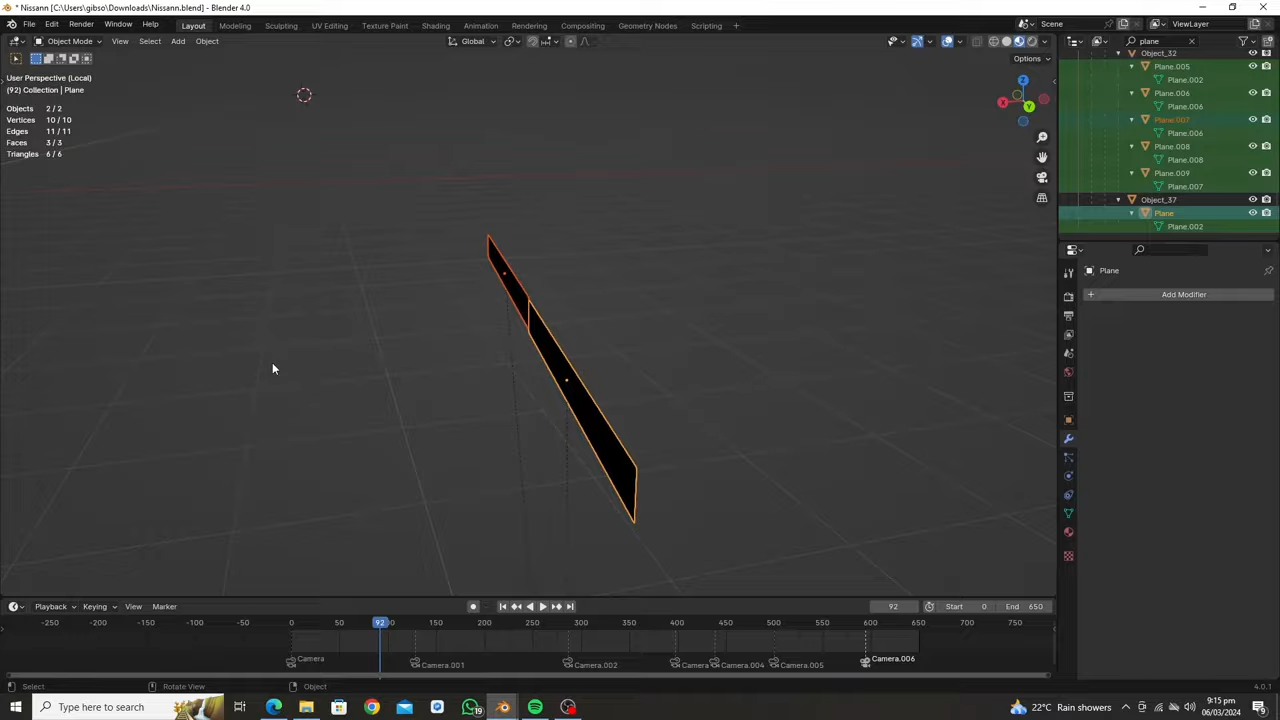 * Nissann [C:\Users\gibso\Downloads\Nissann.blend] - Blender 4.0
File Edit Render Window Help Layout Modeling Sculpting UV Editing Texture Paint Shading Animation Rendering Compositing Geometry Nodes Scripting + Scene ViewLayer
Object Mode View Select Add Object Global plane
Options
User Perspective (Local)
(92) Collection | Plane
Objects 2 / 2
Vertices 10 / 10
Edges 11 / 11
Faces 3 / 3
Triangles 6 / 6
Z
X
Y
Object_32
Plane.005
Plane.002
Plane.006
Plane.006
Plane.007
Plane.006
Plane.008
Plane.008
Plane.009
Plane.007
Object_37
Plane
Plane.002
Plane
+ Add Modifier
Playback Keying View Marker 92 Start 0 End 650
-250 -200 -150 -100 -50 0 50 92 150 200 250 300 350 400 450 500 550 600 650 700 750
Camera Camera.001 Camera.002 Camera Camera.004 Camera.005 Camera.006
Select Rotate View Object 4.0.1
Type here to search 19 22°C Rain showers 9:15 pm
06/03/2024